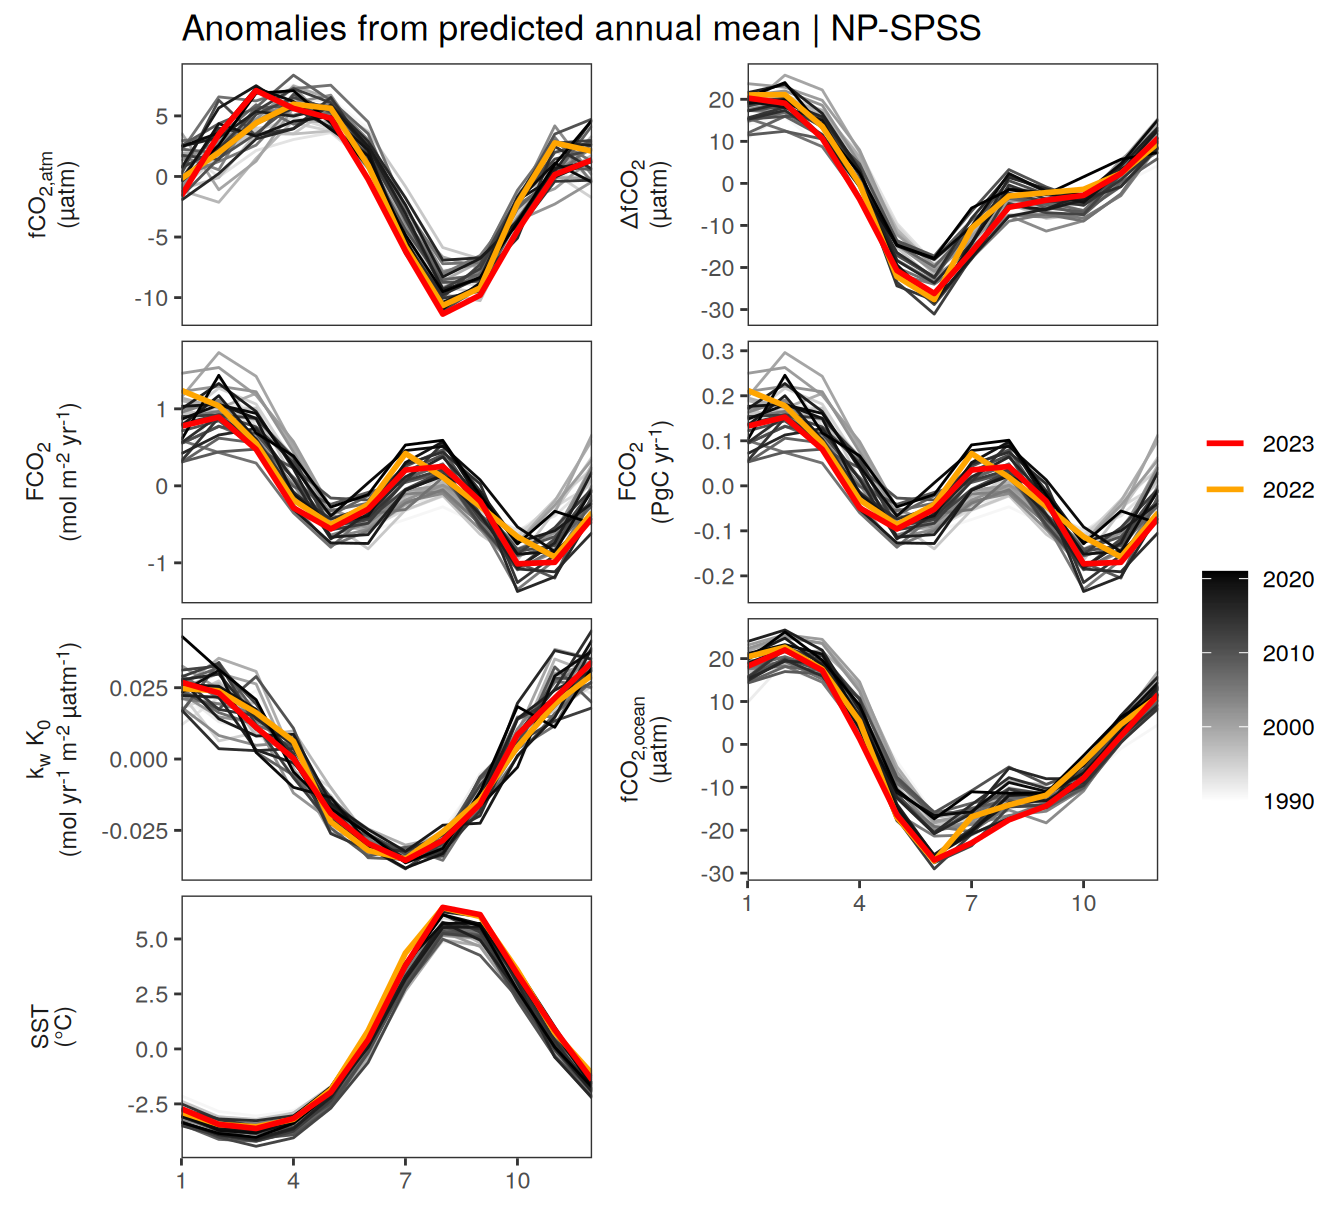 Anomalies from predicted annual mean | NP-SPSS
fCO2,atm
(µatm)
5
0
-5
-10
ΔfCO2
(µatm)
20
10
0
-10
-20
-30
FCO2
(mol m-2 yr-1)
1
0
-1
FCO2
(PgC yr-1)
0.3
0.2
0.1
0.0
-0.1
-0.2
kw K0
(mol yr-1 m-2 µatm-1)
0.025
0.000
-0.025
fCO2,ocean
(µatm)
20
10
0
-10
-20
-30
1 4 7 10
SST
(°C)
5.0
2.5
0.0
-2.5
1 4 7 10
2023
2022
2020
2010
2000
1990